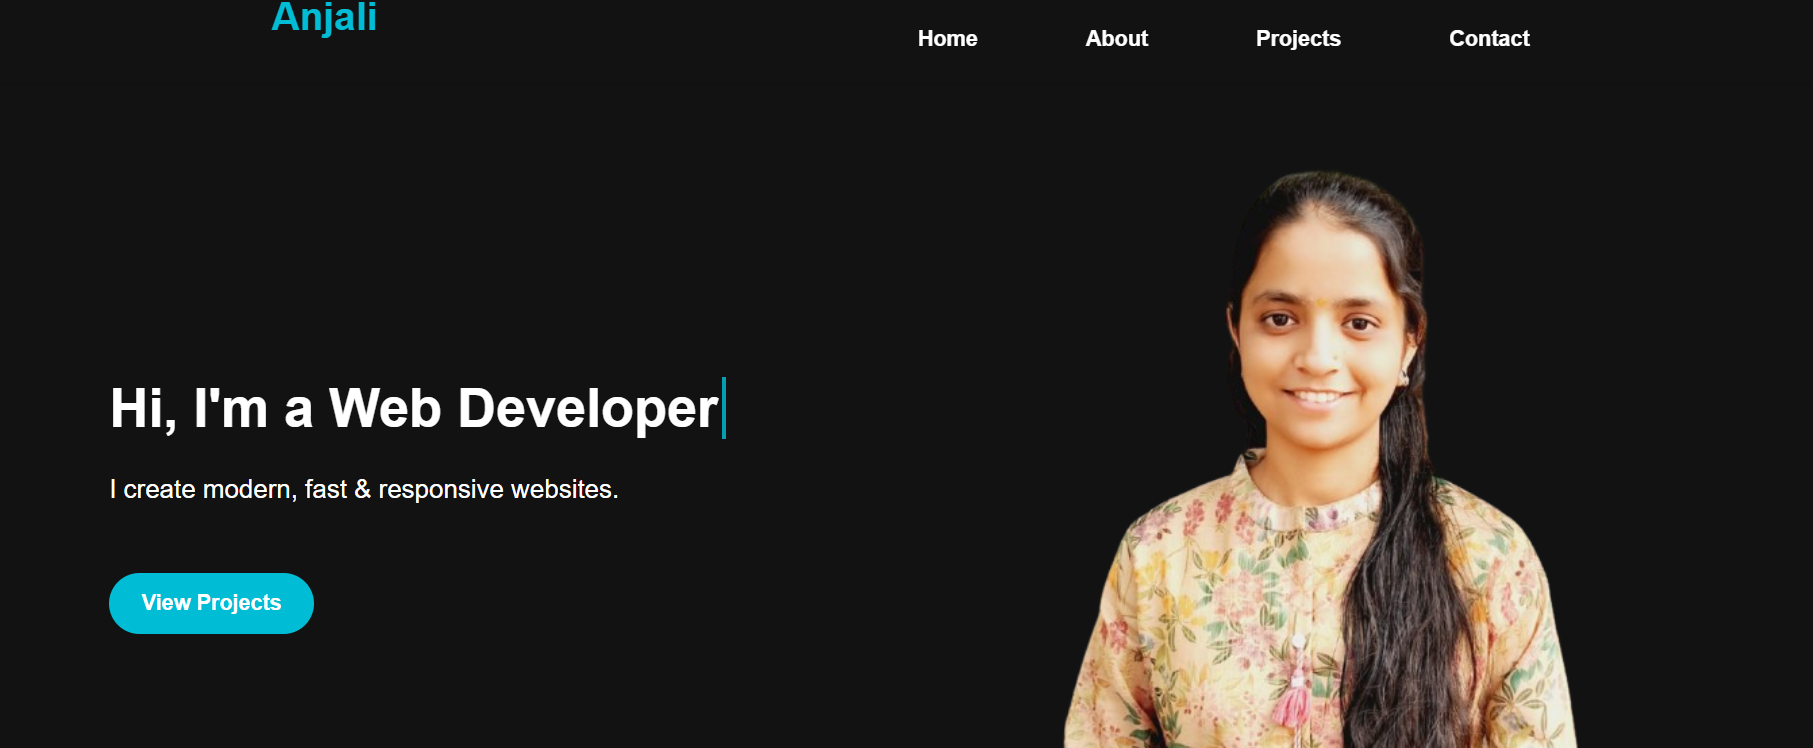 Anjali
Home About Projects Contact
Hi, I'm a Web Developer
I create modern, fast & responsive websites.
View Projects